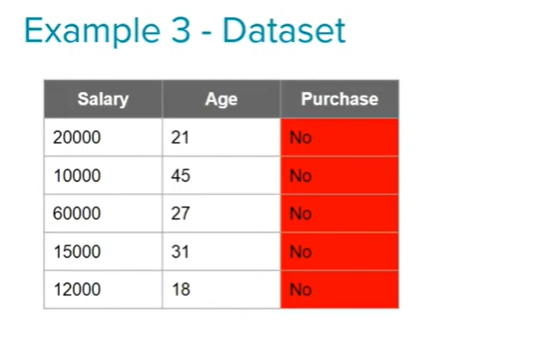 Example 3 - Dataset
Salary Age Purchase
20000 21 No
10000 45 No
60000 27 No
15000 31 No
12000 18 No